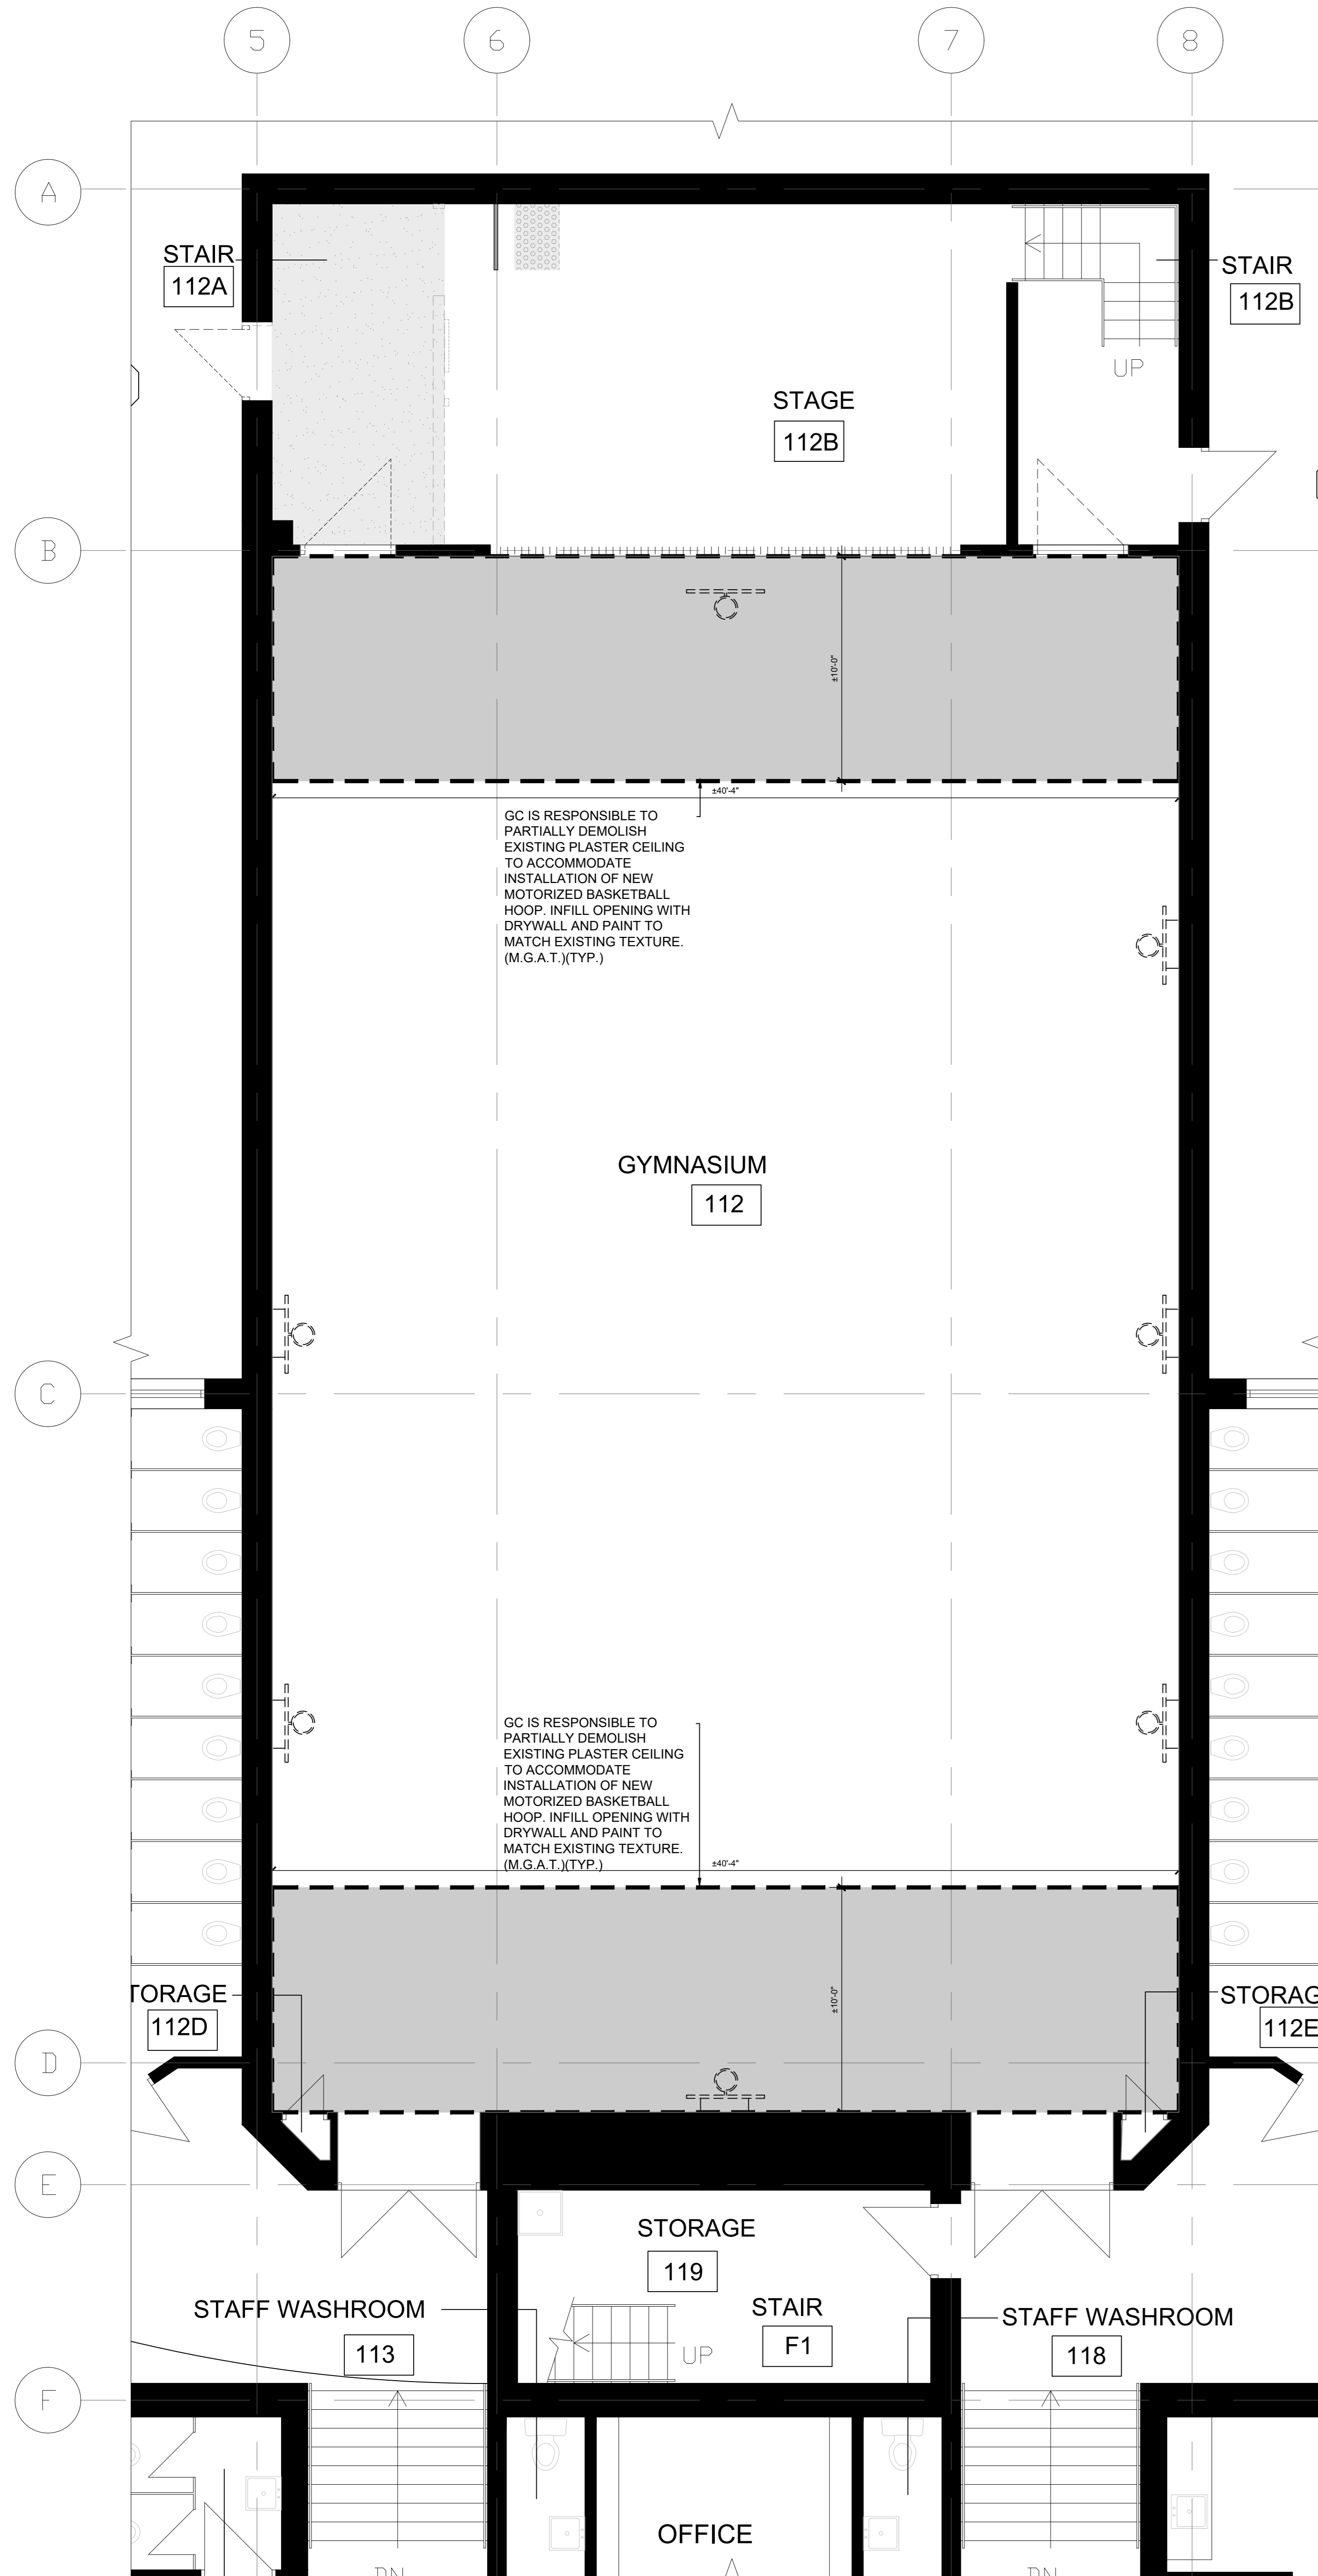 5
6
7
8
A
STAIR
112A
STAIR
112B
UP
STAGE
112B
B
±10'-0"
±40'-4"
GC IS RESPONSIBLE TO
PARTIALLY DEMOLISH
EXISTING PLASTER CEILING
TO ACCOMMODATE
INSTALLATION OF NEW
MOTORIZED BASKETBALL
HOOP. INFILL OPENING WITH
DRYWALL AND PAINT TO
MATCH EXISTING TEXTURE.
(M.G.A.T.)(TYP.)
GYMNASIUM
112
C
GC IS RESPONSIBLE TO
PARTIALLY DEMOLISH
EXISTING PLASTER CEILING
TO ACCOMMODATE
INSTALLATION OF NEW
MOTORIZED BASKETBALL
HOOP. INFILL OPENING WITH
DRYWALL AND PAINT TO
MATCH EXISTING TEXTURE.
(M.G.A.T.)(TYP.)
±40'-4"
±10'-0"
TORAGE
112D
STORAG
112E
D
E
STORAGE
119
STAIR
F1
UP
STAFF WASHROOM
113
STAFF WASHROOM
118
F
OFFICE